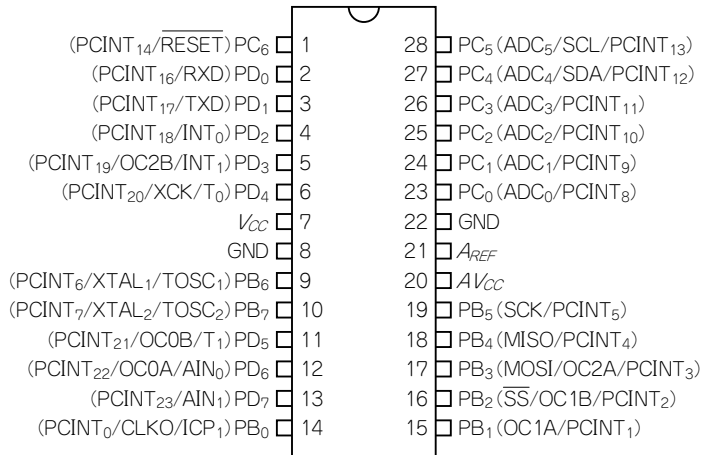 (PCINT14/RESET) PC6 1 28 PC5 (ADC5/SCL/PCINT13)
(PCINT16/RXD) PD0 2 27 PC4 (ADC4/SDA/PCINT12)
(PCINT17/TXD) PD1 3 26 PC3 (ADC3/PCINT11)
(PCINT18/INT0) PD2 4 25 PC2 (ADC2/PCINT10)
(PCINT19/OC2B/INT1) PD3 5 24 PC1 (ADC1/PCINT9)
(PCINT20/XCK/T0) PD4 6 23 PC0 (ADC0/PCINT8)
VCC 7 22 GND
GND 8 21 AREF
(PCINT6/XTAL1/TOSC1) PB6 9 20 AVCC
(PCINT7/XTAL2/TOSC2) PB7 10 19 PB5 (SCK/PCINT5)
(PCINT21/OC0B/T1) PD5 11 18 PB4 (MISO/PCINT4)
(PCINT22/OC0A/AIN0) PD6 12 17 PB3 (MOSI/OC2A/PCINT3)
(PCINT23/AIN1) PD7 13 16 PB2 (SS/OC1B/PCINT2)
(PCINT0/CLKO/ICP1) PB0 14 15 PB1 (OC1A/PCINT1)